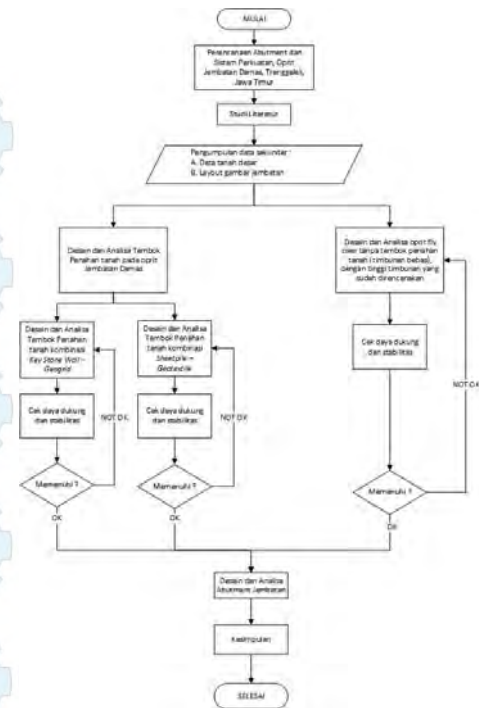 MULAI
Perencanaan Abutment dan
Sistem Perkuatan, Oprit
Jembatan Damas, Trenggalek,
Jawa Timur
Studi Literatur
Pengumpulan data sekunder
A. Data tanah dasar
B. Layout gambar jembatan
Desain dan Analisa Tembok
Penahan tanah pada oprit
Jembatan Damas
Desain dan Analisa oprit fly
over tanpa tembok penahan
tanah (timbunan bebas),
dengan tinggi timbunan yang
sudah direncanakan
Desain dan Analisa
Tembok Penahan
tanah kombinasi
Key Stone Wall –
Geogrid
Desain dan Analisa
Tembok Penahan
tanah kombinasi
Sheetpile +
Geotextile
Cek daya dukung
dan stabilitas
NOT OK
Cek daya dukung
dan stabilitas
NOT OK
Cek daya dukung
dan stabilitas
NOT OK
Memenuhi ?
Memenuhi ?
Memenuhi ?
OK
OK
OK
Desain dan Analisa
Abutment Jembatan
Kesimpulan
SELESAI